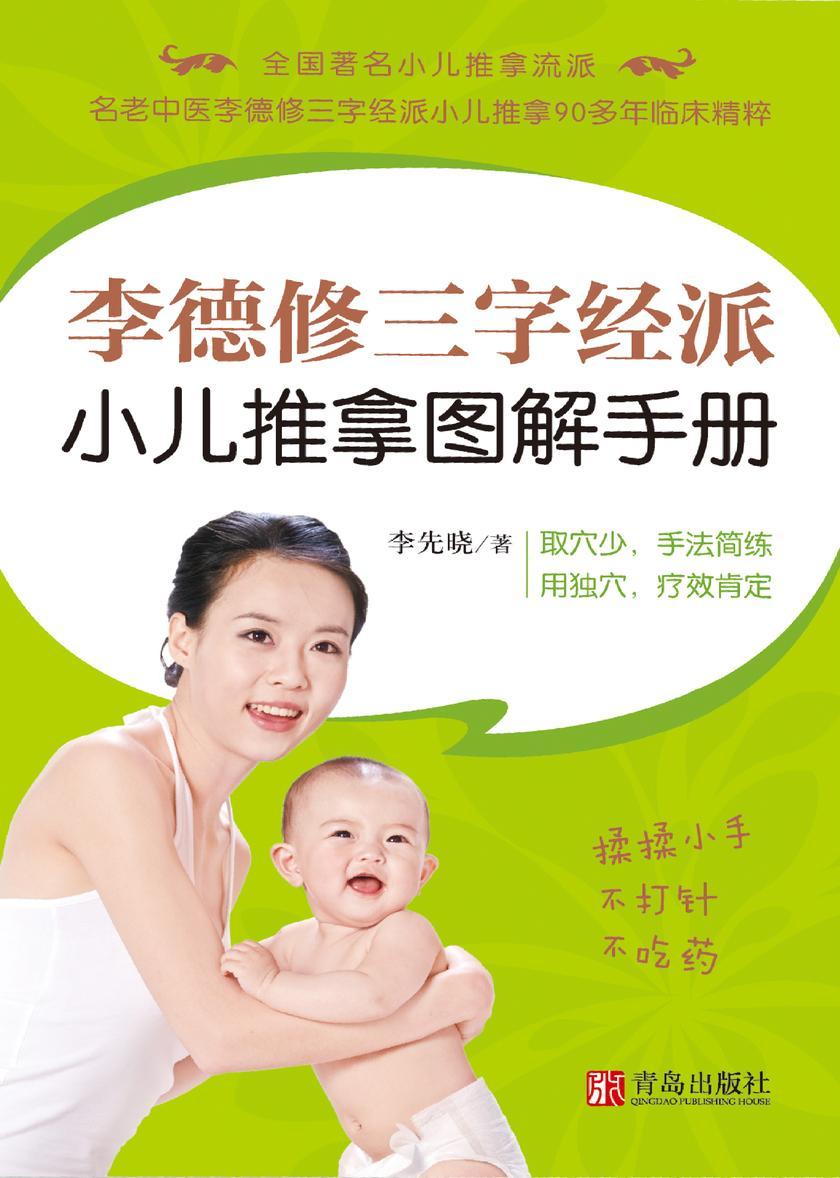 全国著名小儿推拿流派
名老中医李德修三字经派小儿推拿90多年临床精粹
李德修三字经派
小儿推拿图解手册
李先晓/著
取穴少，手法简练
用独穴，疗效肯定
揉揉小手
不打针
不吃药
青岛出版社
QINGDAO PUBLISHING HOUSE